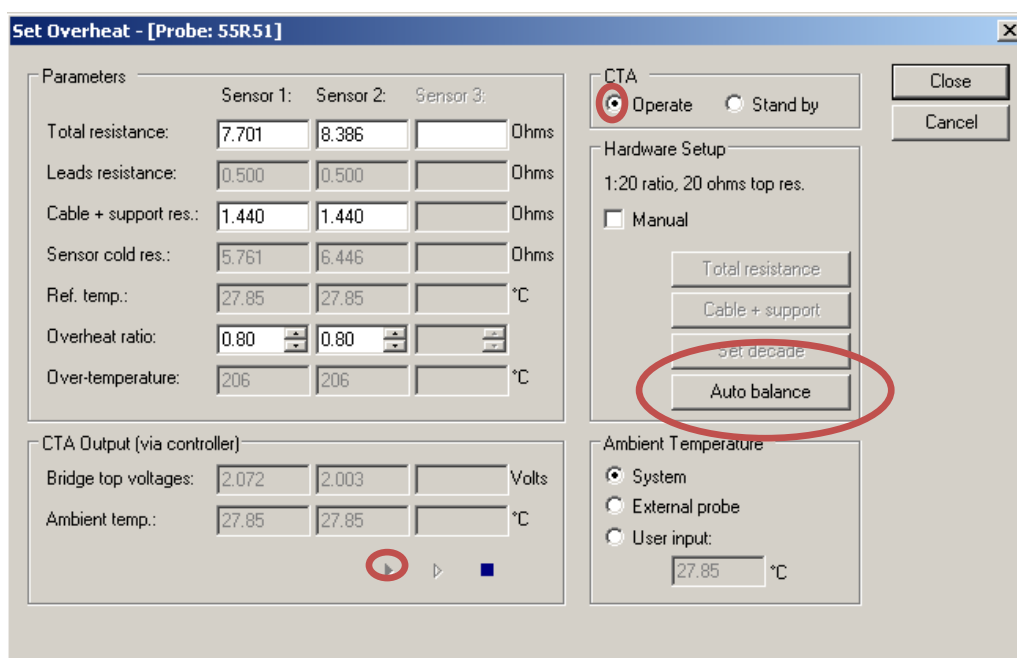 Set Overheat - [Probe: 55R51]
Parameters
Sensor 1: Sensor 2: Sensor 3:
Total resistance: 7.701 8.386 Ohms
Leads resistance: 0.500 0.500 Ohms
Cable + support res.: 1.440 1.440 Ohms
Sensor cold res.: 5.761 6.446 Ohms
Ref. temp.: 27.85 27.85 °C
Overheat ratio: 0.80 0.80
Over-temperature: 206 206 °C
CTA Output (via controller)
Bridge top voltages: 2.072 2.003 Volts
Ambient temp.: 27.85 27.85 °C
CTA
Operate Stand by
Hardware Setup
1:20 ratio, 20 ohms top res.
Manual
Total resistance
Cable + support
Set decade
Auto balance
Ambient Temperature
System
External probe
User input:
27.85 °C
Close
Cancel